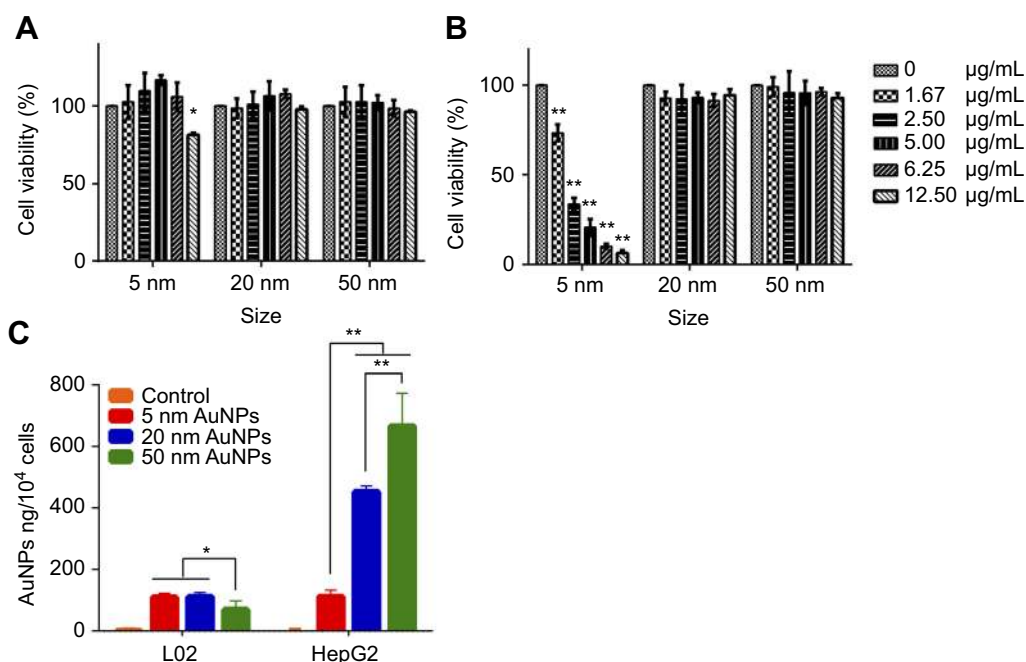 A
Cell viability (%)
100
50
0
*
5 nm
20 nm
50 nm
Size
B
Cell viability (%)
100
50
0
**
**
**
**
**
5 nm
20 nm
50 nm
Size
0 µg/mL
1.67 µg/mL
2.50 µg/mL
5.00 µg/mL
6.25 µg/mL
12.50 µg/mL
C
AuNPs ng/10⁴ cells
800
600
400
200
0
Control
5 nm AuNPs
20 nm AuNPs
50 nm AuNPs
*
**
**
L02
HepG2